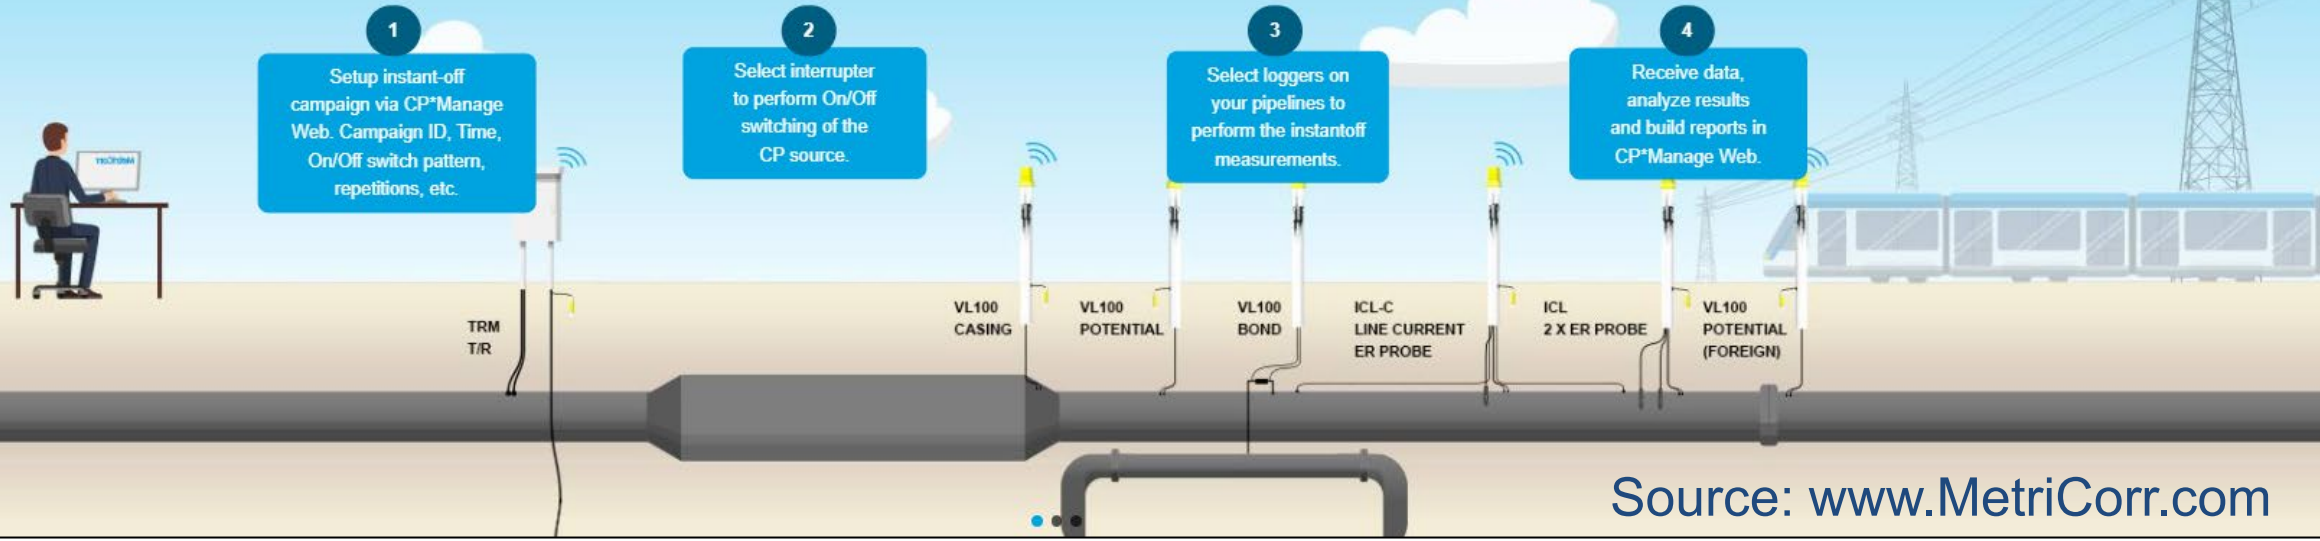 1
Setup instant-off
campaign via CP*Manage
Web. Campaign ID, Time,
On/Off switch pattern,
repetitions, etc.
2
Select interrupter
to perform On/Off
switching of the
CP source.
3
Select loggers on
your pipelines to
perform the instantoff
measurements.
4
Receive data,
analyze results
and build reports in
CP*Manage Web.
MetriCorr
TRM
T/R
VL100
CASING
VL100
POTENTIAL
VL100
BOND
ICL-C
LINE CURRENT
ER PROBE
ICL
2 X ER PROBE
VL100
POTENTIAL
(FOREIGN)
Source: www.MetriCorr.com